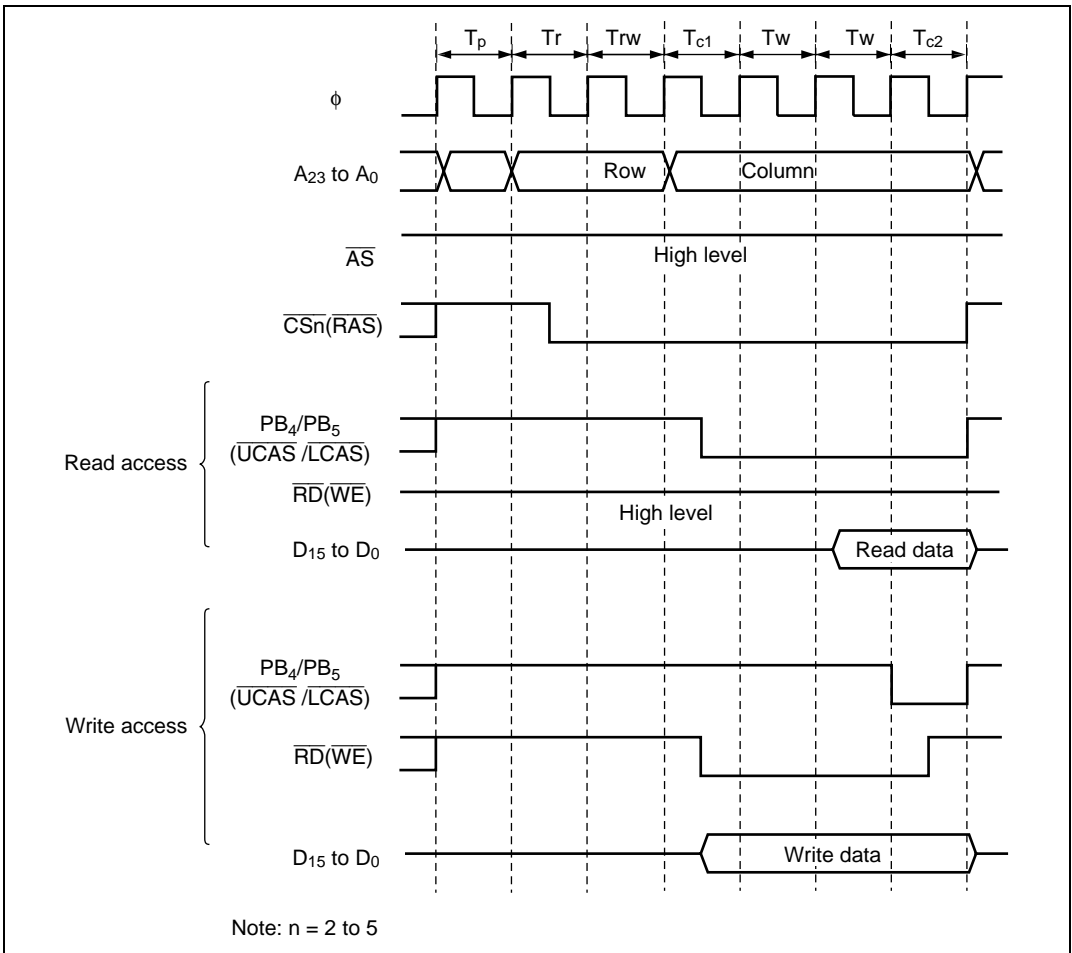 Tp Tr Trw Tc1 Tw Tw Tc2
φ
A23 to A0 Row Column
AS High level
CSn(RAS)
Read access
PB4/PB5
(UCAS /LCAS)
RD(WE) High level
D15 to D0 Read data
Write access
PB4/PB5
(UCAS /LCAS)
RD(WE)
D15 to D0 Write data
Note: n = 2 to 5